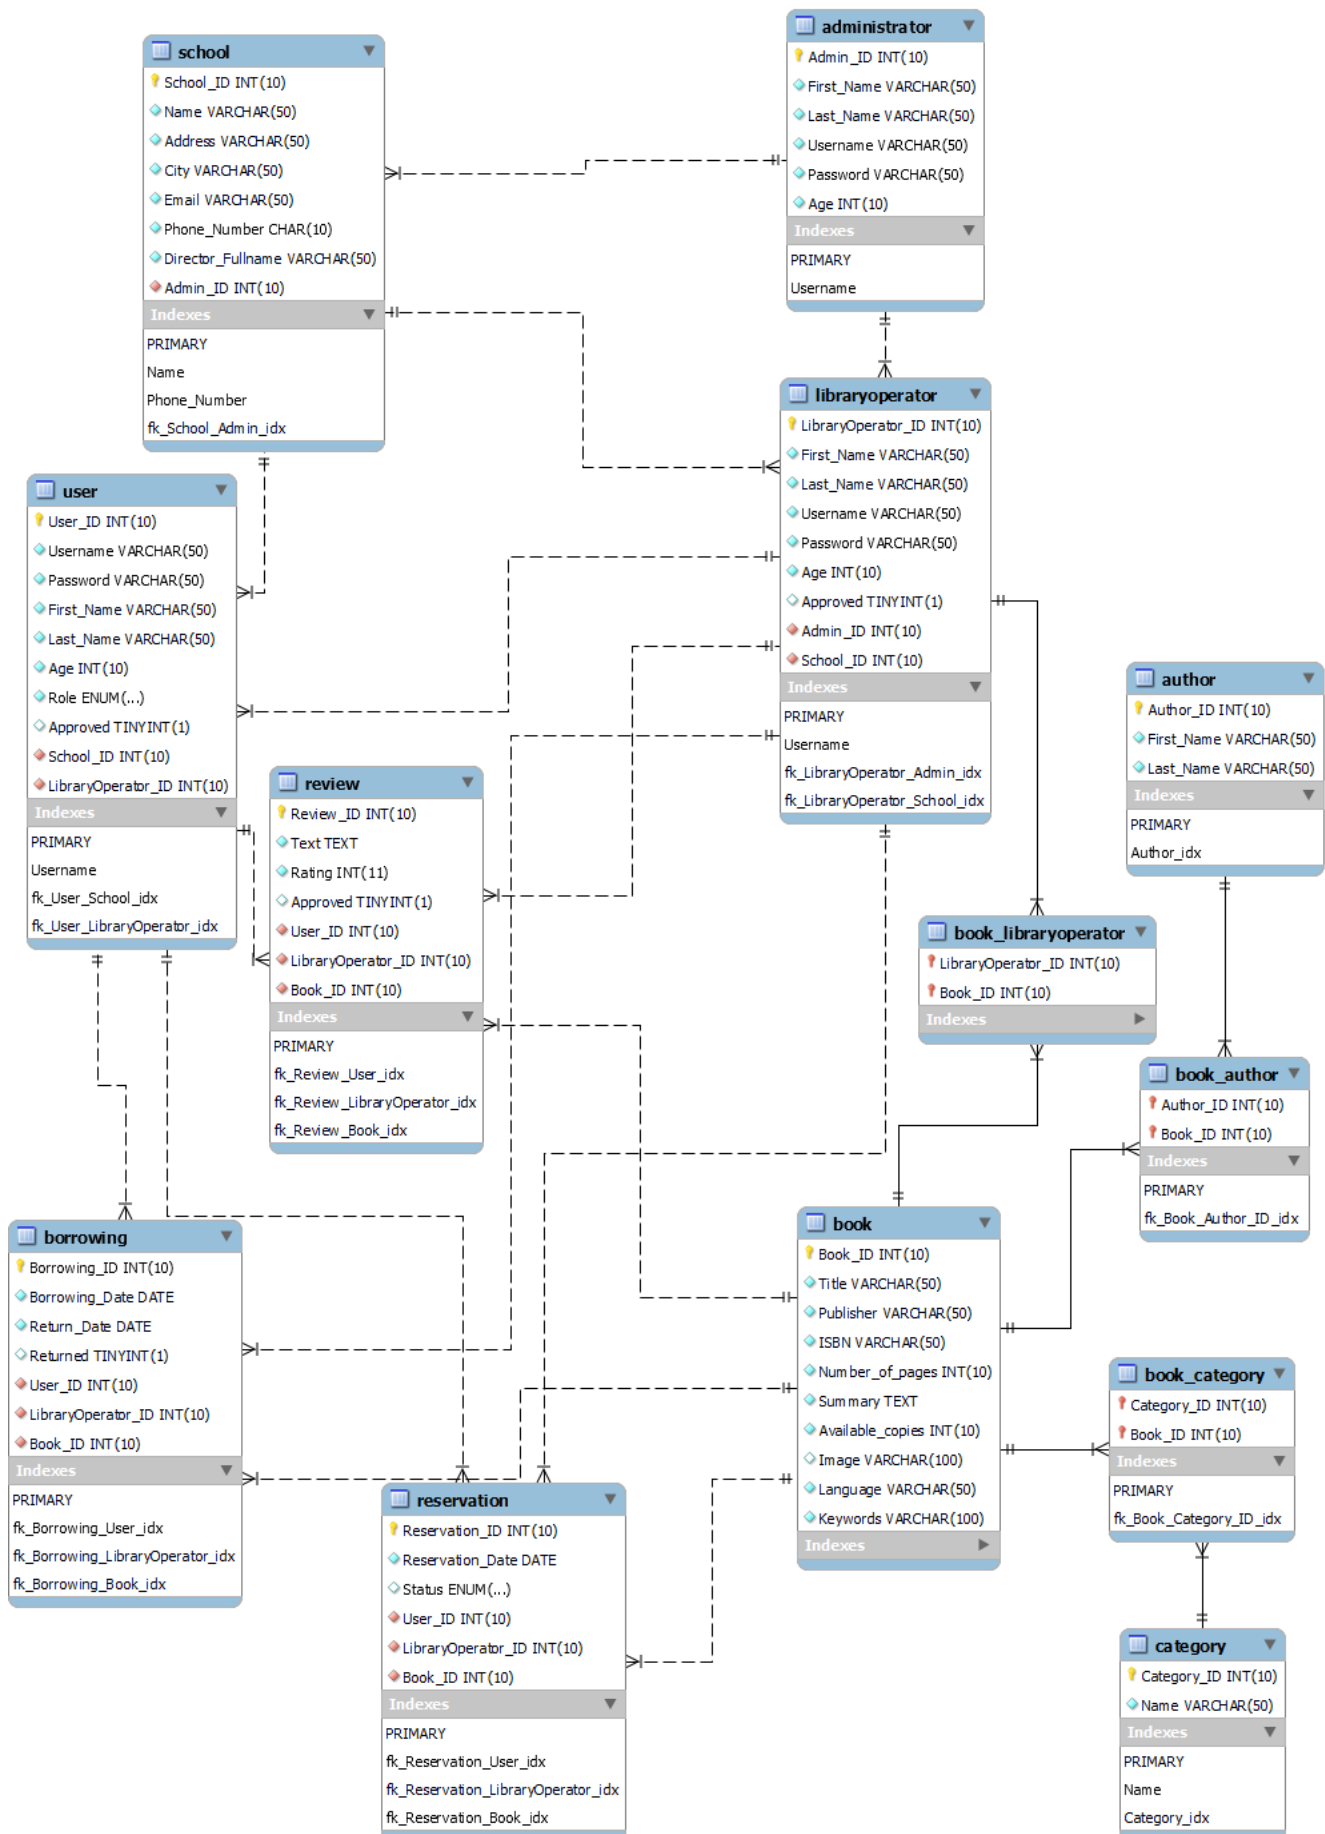 administrator
Admin_ID INT(10)
First_Name VARCHAR(50)
Last_Name VARCHAR(50)
Username VARCHAR(50)
Password VARCHAR(50)
Age INT(10)
Indexes
PRIMARY
Username
school
School_ID INT(10)
Name VARCHAR(50)
Address VARCHAR(50)
City VARCHAR(50)
Email VARCHAR(50)
Phone_Number CHAR(10)
Director_Fullname VARCHAR(50)
Admin_ID INT(10)
Indexes
PRIMARY
Name
Phone_Number
fk_School_Admin_idx
libraryoperator
LibraryOperator_ID INT(10)
First_Name VARCHAR(50)
Last_Name VARCHAR(50)
Username VARCHAR(50)
Password VARCHAR(50)
Age INT(10)
Approved TINYINT(1)
Admin_ID INT(10)
School_ID INT(10)
Indexes
PRIMARY
Username
fk_LibraryOperator_Admin_idx
fk_LibraryOperator_School_idx
user
User_ID INT(10)
Username VARCHAR(50)
Password VARCHAR(50)
First_Name VARCHAR(50)
Last_Name VARCHAR(50)
Age INT(10)
Role ENUM(...)
Approved TINYINT(1)
School_ID INT(10)
LibraryOperator_ID INT(10)
Indexes
PRIMARY
Username
fk_User_School_idx
fk_User_LibraryOperator_idx
author
Author_ID INT(10)
First_Name VARCHAR(50)
Last_Name VARCHAR(50)
Indexes
PRIMARY
Author_idx
review
Review_ID INT(10)
Text TEXT
Rating INT(11)
Approved TINYINT(1)
User_ID INT(10)
LibraryOperator_ID INT(10)
Book_ID INT(10)
Indexes
PRIMARY
fk_Review_User_idx
fk_Review_LibraryOperator_idx
fk_Review_Book_idx
book_libraryoperator
LibraryOperator_ID INT(10)
Book_ID INT(10)
Indexes
book_author
Author_ID INT(10)
Book_ID INT(10)
Indexes
PRIMARY
fk_Book_Author_ID_idx
borrowing
Borrowing_ID INT(10)
Borrowing_Date DATE
Return_Date DATE
Returned TINYINT(1)
User_ID INT(10)
LibraryOperator_ID INT(10)
Book_ID INT(10)
Indexes
PRIMARY
fk_Borrowing_User_idx
fk_Borrowing_LibraryOperator_idx
fk_Borrowing_Book_idx
book
Book_ID INT(10)
Title VARCHAR(50)
Publisher VARCHAR(50)
ISBN VARCHAR(50)
Number_of_pages INT(10)
Summary TEXT
Available_copies INT(10)
Image VARCHAR(100)
Language VARCHAR(50)
Keywords VARCHAR(100)
Indexes
book_category
Category_ID INT(10)
Book_ID INT(10)
Indexes
PRIMARY
fk_Book_Category_ID_idx
reservation
Reservation_ID INT(10)
Reservation_Date DATE
Status ENUM(...)
User_ID INT(10)
LibraryOperator_ID INT(10)
Book_ID INT(10)
Indexes
PRIMARY
fk_Reservation_User_idx
fk_Reservation_LibraryOperator_idx
fk_Reservation_Book_idx
category
Category_ID INT(10)
Name VARCHAR(50)
Indexes
PRIMARY
Name
Category_idx